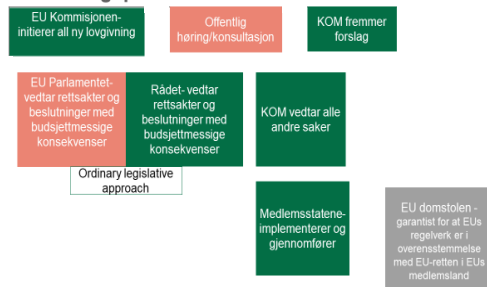 EU Kommisjonen-
initierer all ny lovgivning
Offentlig
høring/konsultasjon
KOM fremmer
forslag
EU Parlamentet-
vedtar rettsakter og
beslutninger med
budsjettmessige
konsekvenser
Rådet- vedtar
rettsakter og
beslutninger med
budsjettmessige
konsekvenser
KOM vedtar alle
andre saker
Ordinary legislative
approach
Medlemsstatene-
implementerer og
gjennomfører
EU domstolen -
garantist for at EUs
regelverk er i
overensstemmelse
med EU-retten i EUs
medlemsland